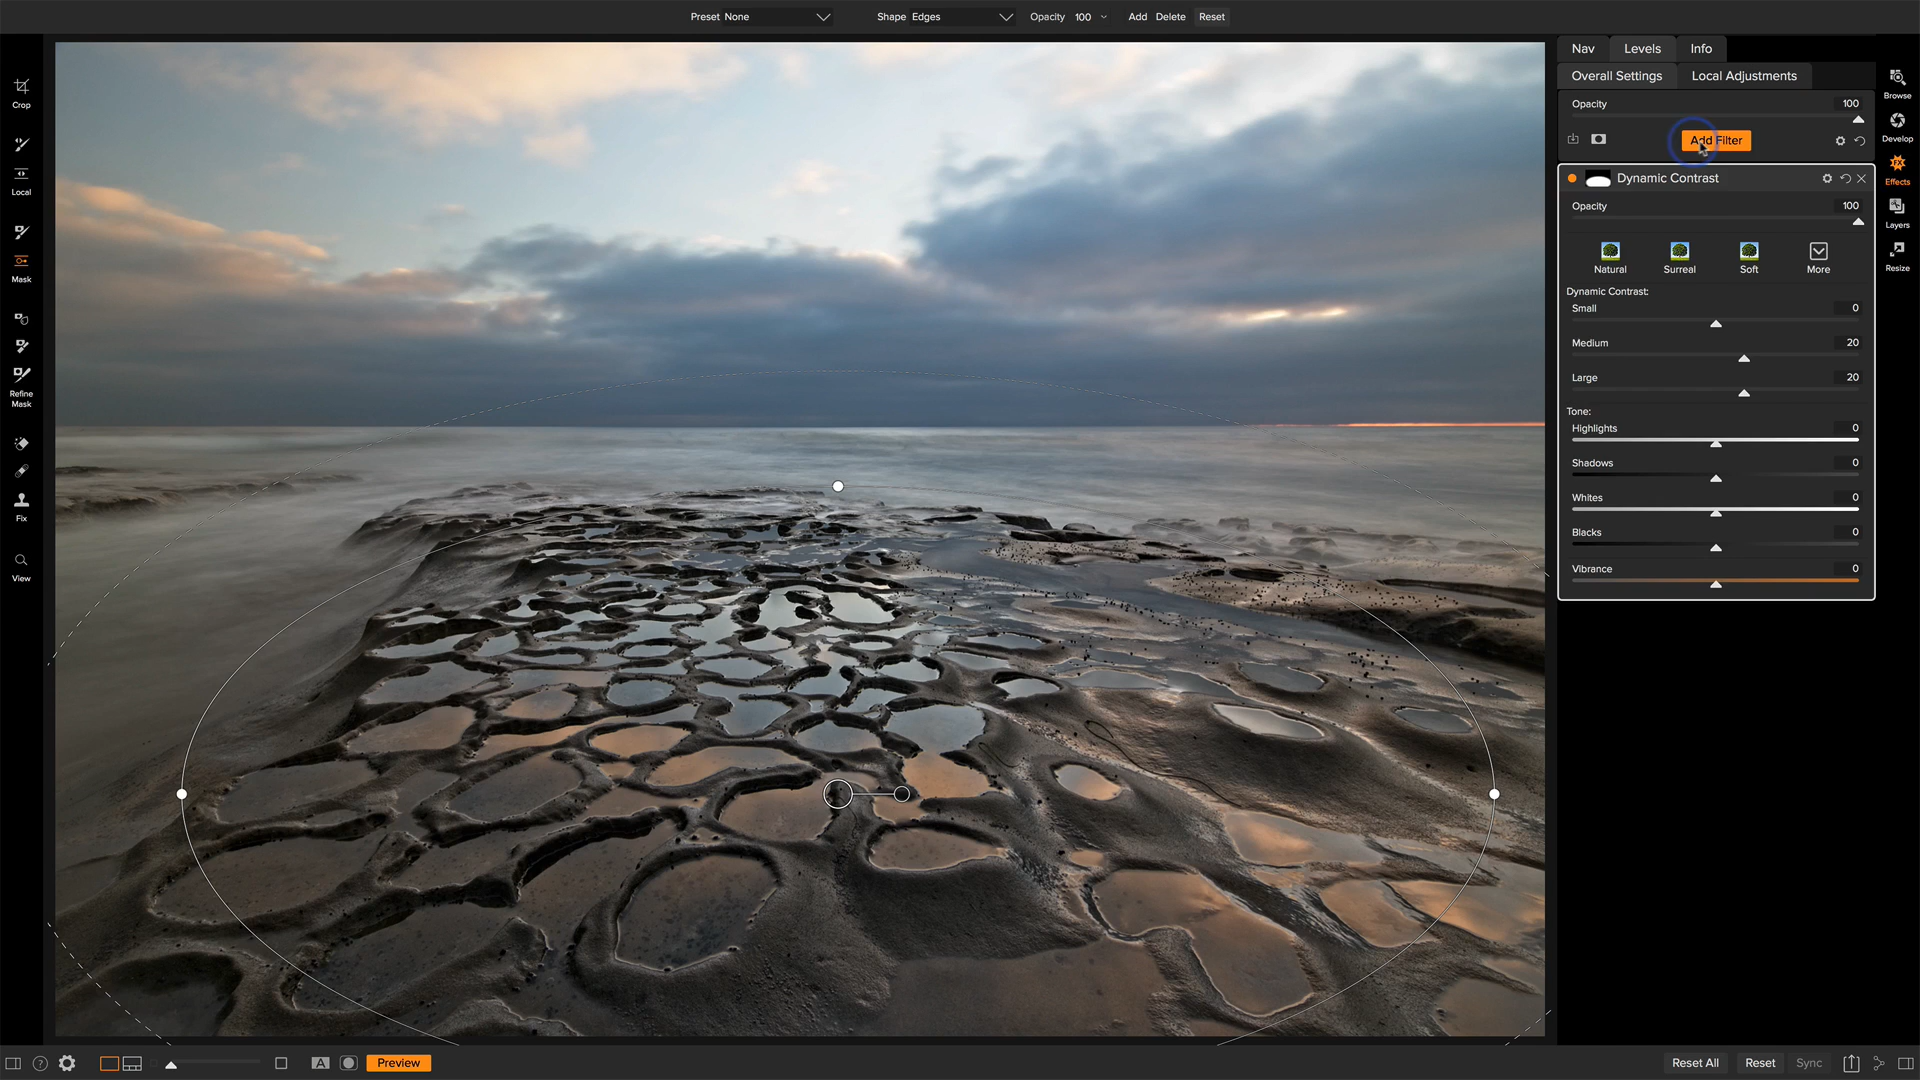 Preset None Shape Edges Opacity 100 Add Delete Reset
Nav Levels Info
Overall Settings Local Adjustments
Opacity 100
Add Filter
Dynamic Contrast
Opacity 100
Natural Surreal Soft More
Dynamic Contrast:
Small 0
Medium 20
Large 20
Tone:
Highlights 0
Shadows 0
Whites 0
Blacks 0
Vibrance 0
Crop
Local
Mask
Refine
Mask
Fix
View
Browse
Develop
FX
Effects
Layers
Resize
? A Preview Reset All Reset Sync